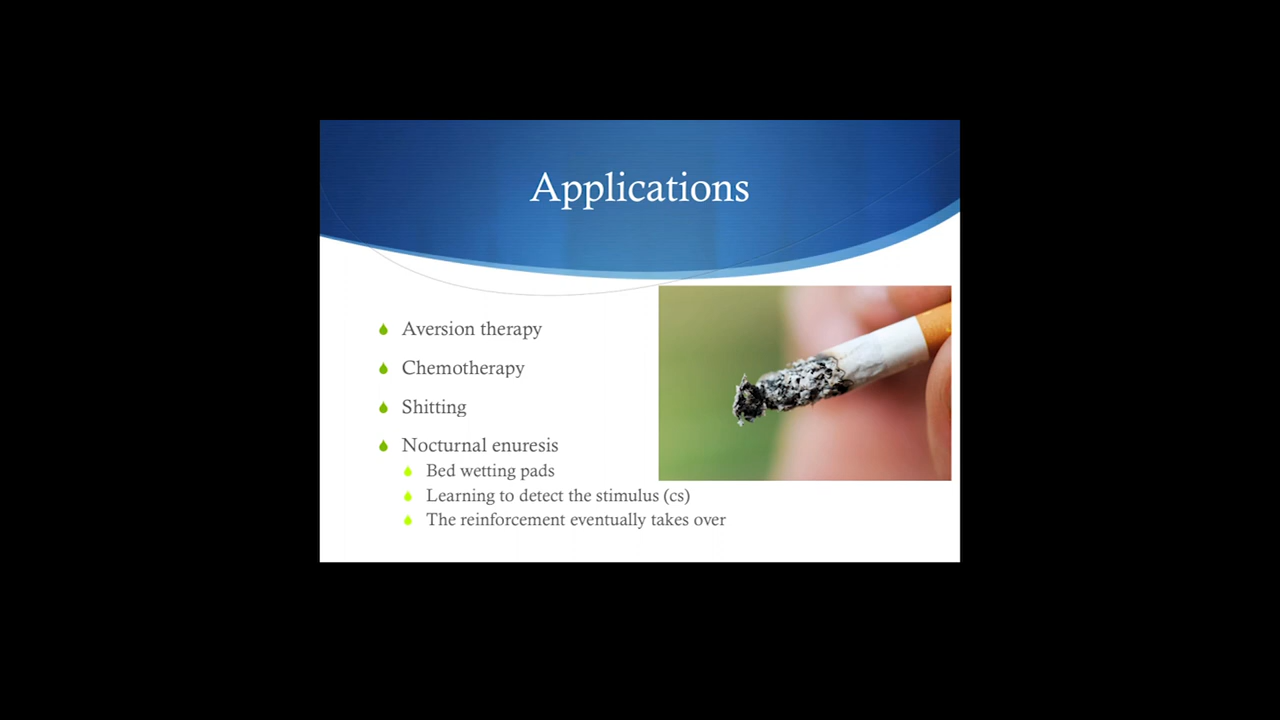 Applications
Aversion therapy
Chemotherapy
Shitting
Nocturnal enuresis
Bed wetting pads
Learning to detect the stimulus (cs)
The reinforcement eventually takes over